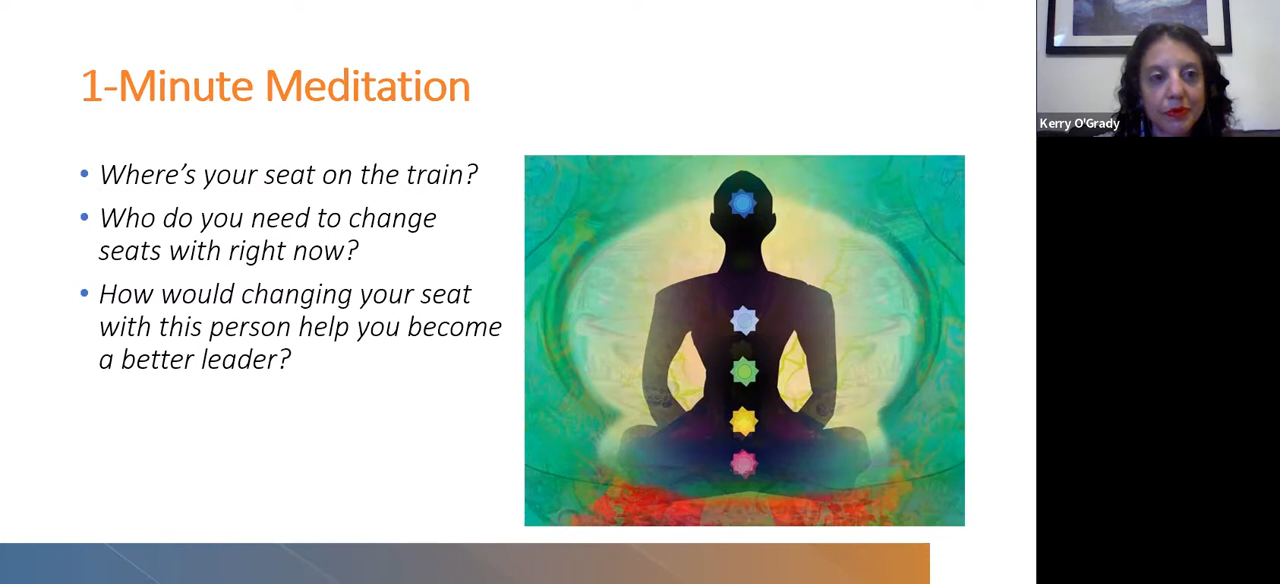 1-Minute Meditation
• Where’s your seat on the train?
• Who do you need to change
seats with right now?
• How would changing your seat
with this person help you become
a better leader?
Kerry O'Grady